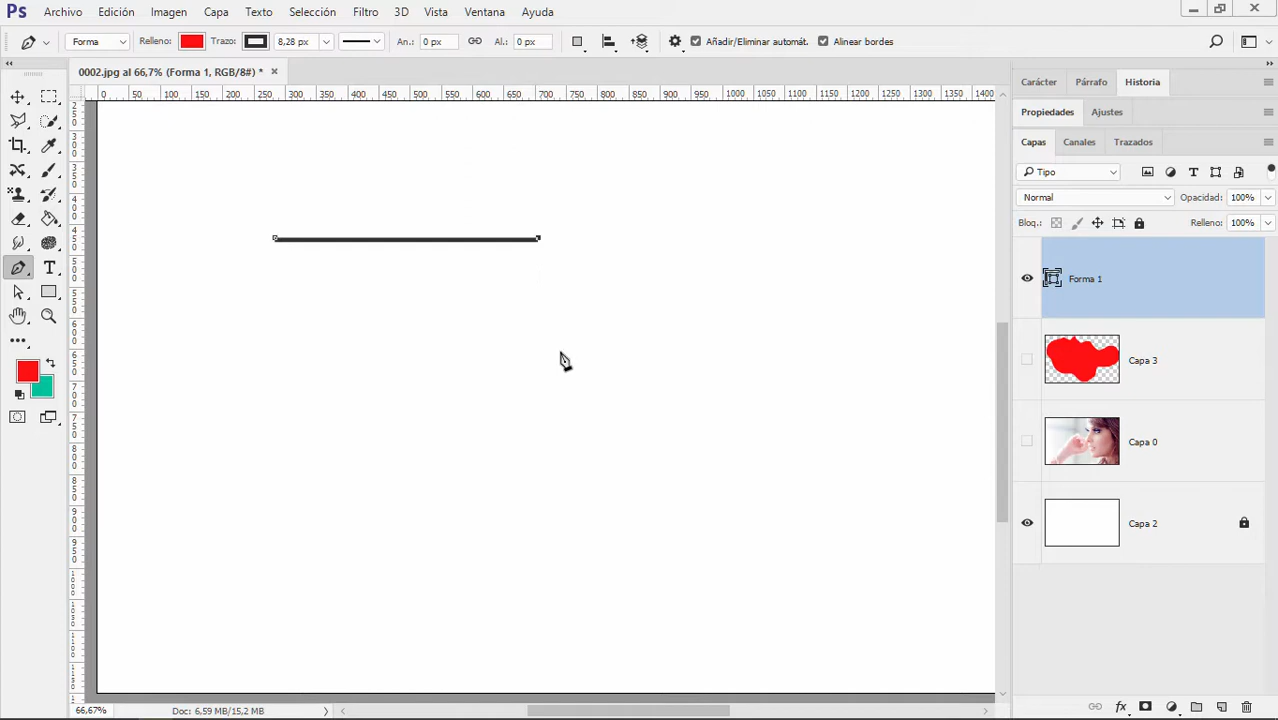 Ps Archivo Edición Imagen Capa Texto Selección Filtro 3D Vista Ventana Ayuda
Forma Relleno: Trazo: 8,28 px An.: 0 px Al.: 0 px Añadir/Eliminar automát. Alinear bordes
0002.jpg al 66,7% (Forma 1, RGB/8#) *
0 50 100 150 200 250 300 350 400 450 500 550 600 650 700 750 800 850 900 950 1000 1050 1100 1150 1200 1250 1300 1350 1400
Carácter Párrafo Historia
Propiedades Ajustes
Capas Canales Trazados
Tipo
Normal Opacidad: 100%
Bloq.: Relleno: 100%
Forma 1
Capa 3
Capa 0
Capa 2
T
66,67% Doc: 6,59 MB/15,2 MB
fx